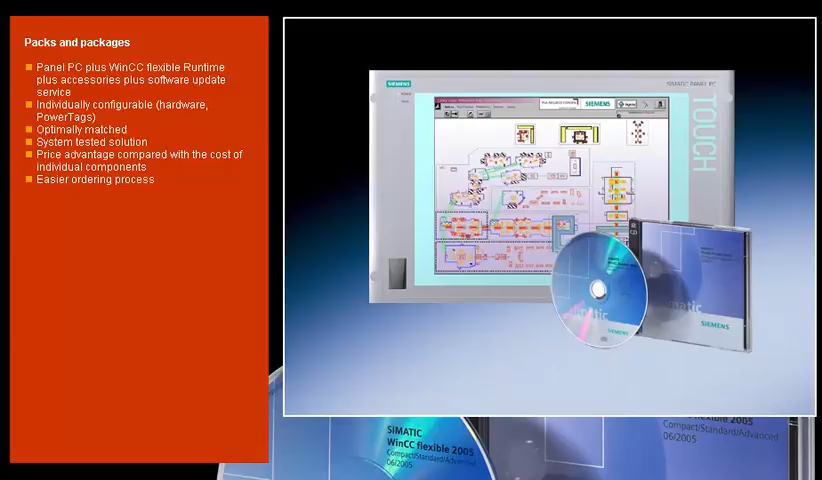 Packs and packages
Panel PC plus WinCC flexible Runtime
plus accessories plus software update
service
Individually configurable (hardware,
PowerTags)
Optimally matched
System tested solution
Price advantage compared with the cost of
individual components
Easier ordering process
SIEMENS
SIMATIC PANEL PC
SIEMENS
TOUCH
SIEMENS
SIEMENS
SIMATIC
WinCC flexible 2005
Compact/Standard/Advanced
06/2005
flexible 2005
Compact/Standard/Advanced
06/2005